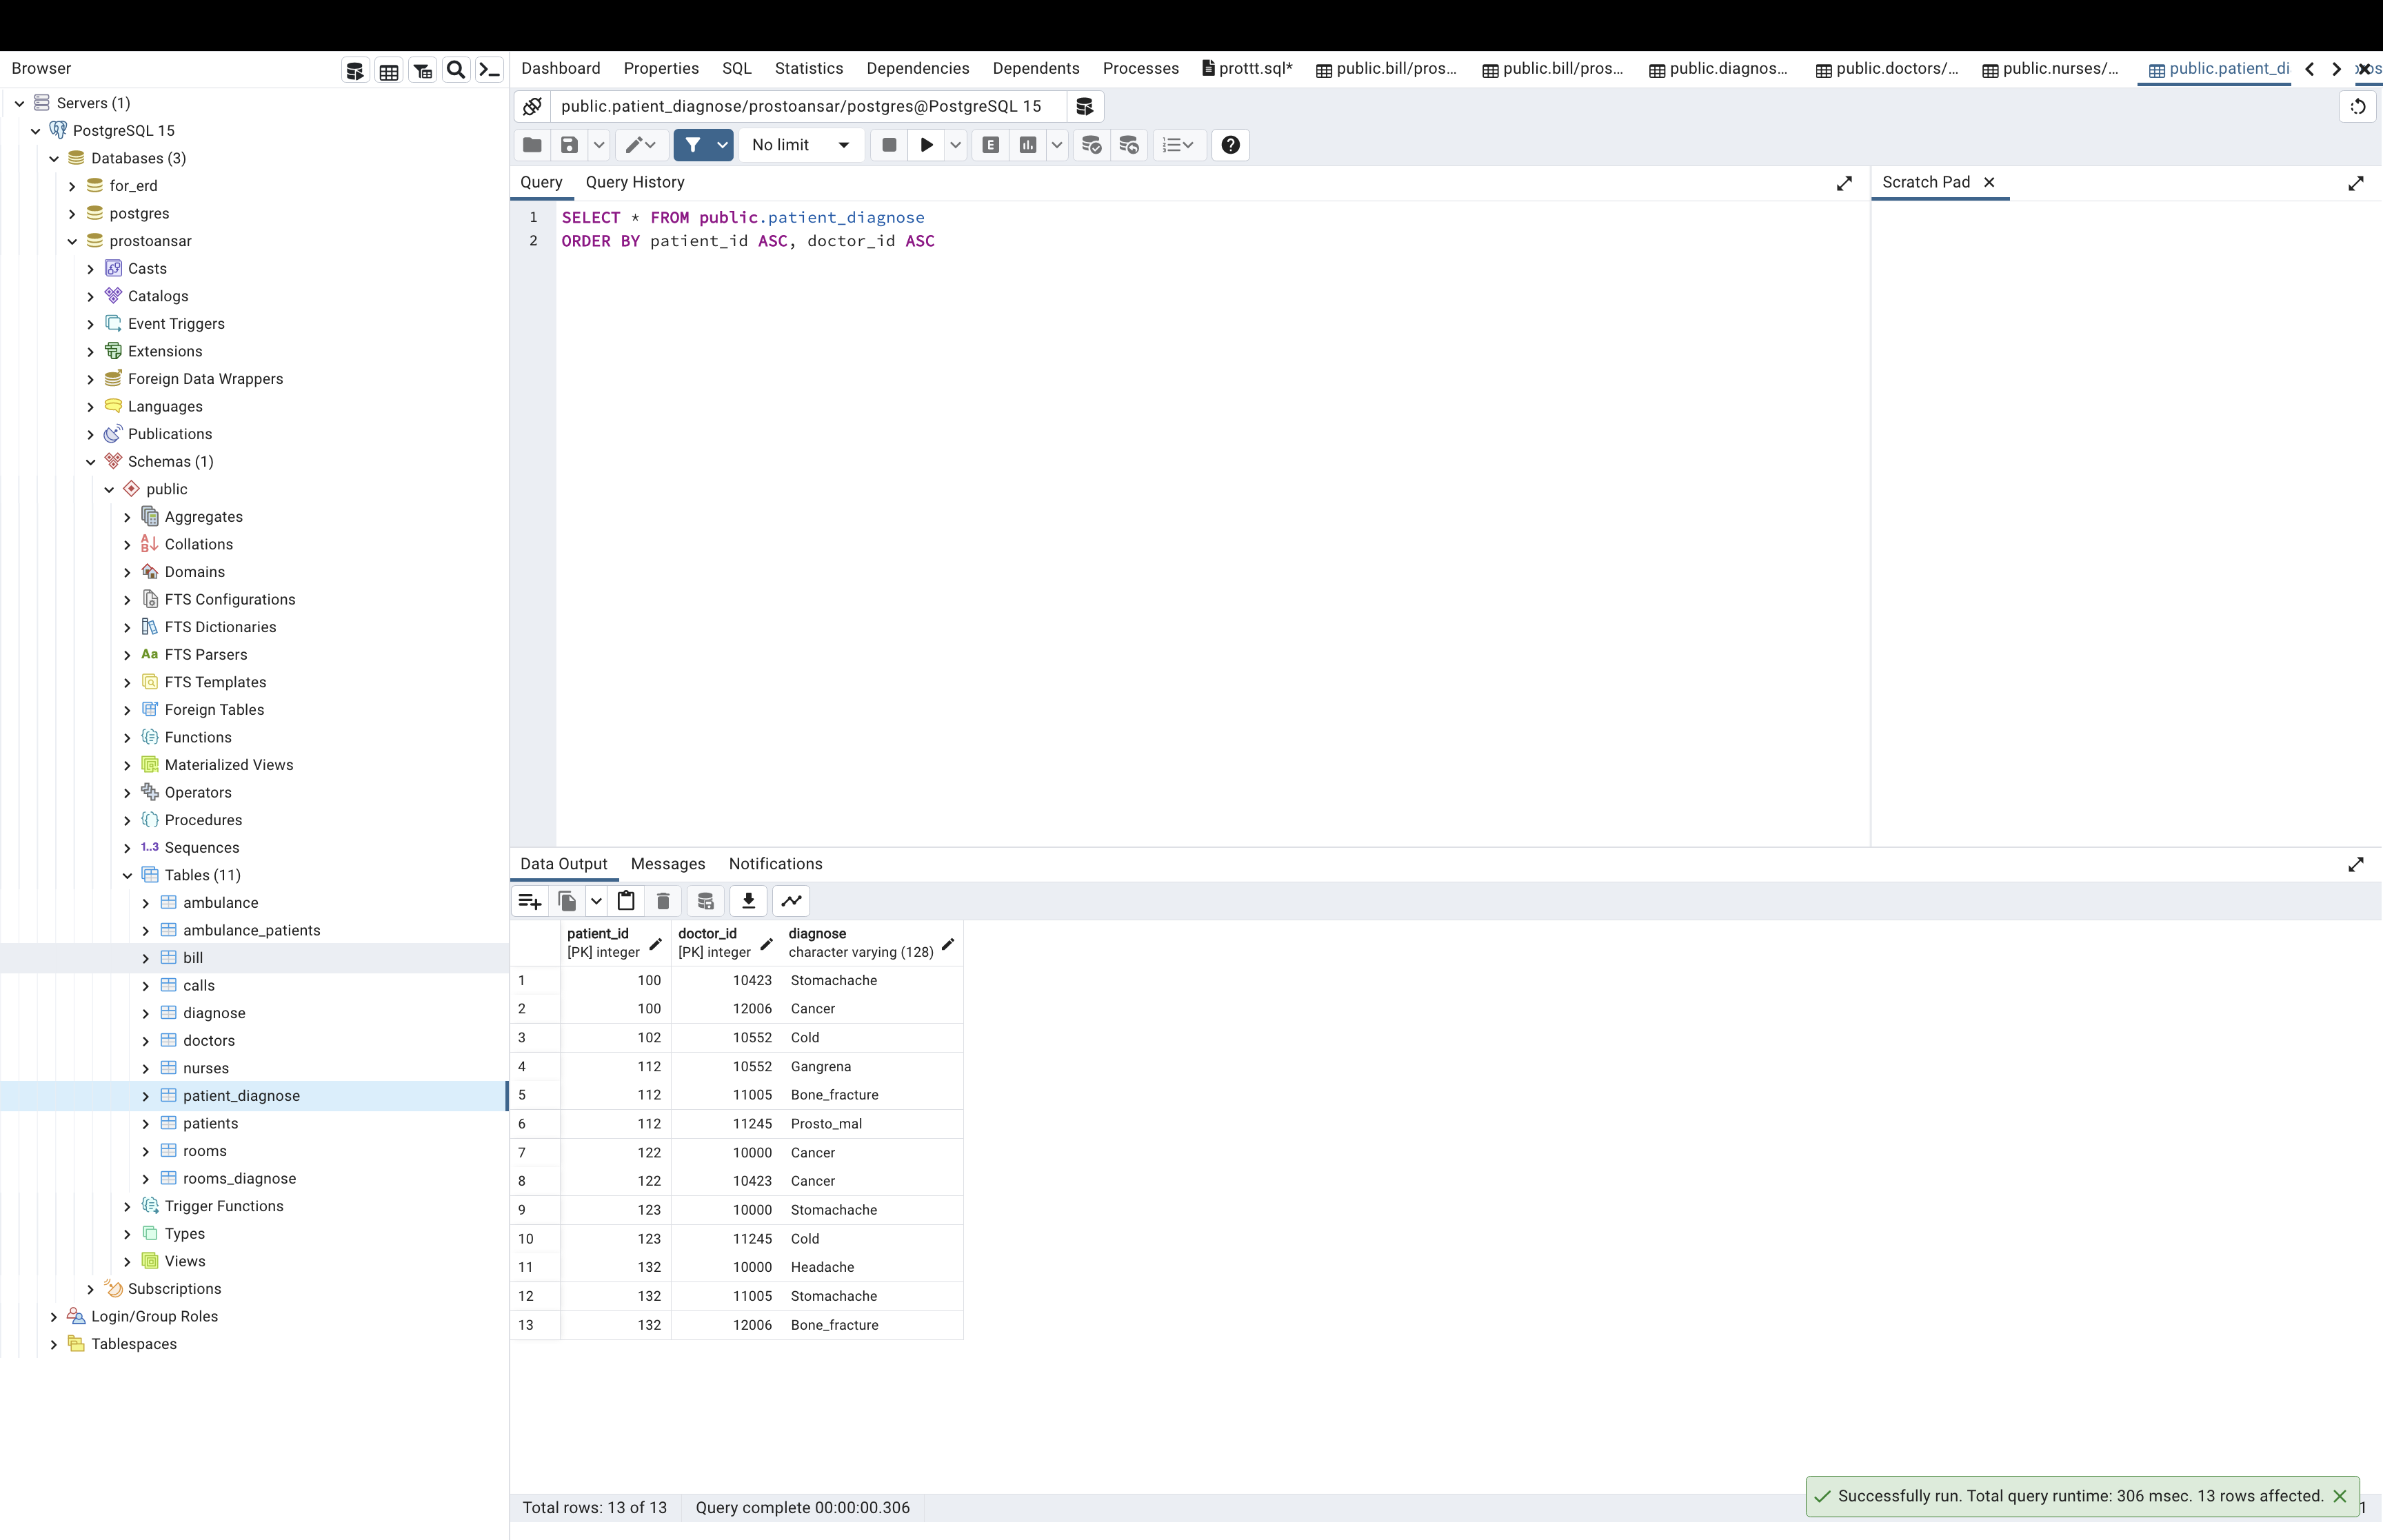 Browser
Servers (1)
PostgreSQL 15
Databases (3)
for_erd
postgres
prostoansar
Casts
Catalogs
Event Triggers
Extensions
Foreign Data Wrappers
Languages
Publications
Schemas (1)
public
Aggregates
Collations
Domains
FTS Configurations
FTS Dictionaries
Aa FTS Parsers
FTS Templates
Foreign Tables
Functions
Materialized Views
Operators
Procedures
1..3 Sequences
Tables (11)
ambulance
ambulance_patients
bill
calls
diagnose
doctors
nurses
patient_diagnose
patients
rooms
rooms_diagnose
Trigger Functions
Types
Views
Subscriptions
Login/Group Roles
Tablespaces
Dashboard Properties SQL Statistics Dependencies Dependents Processes prottt.sql* public.bill/pros... public.bill/pros... public.diagnos... public.doctors/... public.nurses/... public.patient_di
public.patient_diagnose/prostoansar/postgres@PostgreSQL 15
No limit E
Query Query History
Scratch Pad
1 SELECT * FROM public.patient_diagnose
2 ORDER BY patient_id ASC, doctor_id ASC
Data Output Messages Notifications
patient_id doctor_id diagnose
[PK] integer [PK] integer character varying (128)
1 100 10423 Stomachache
2 100 12006 Cancer
3 102 10552 Cold
4 112 10552 Gangrena
5 112 11005 Bone_fracture
6 112 11245 Prosto_mal
7 122 10000 Cancer
8 122 10423 Cancer
9 123 10000 Stomachache
10 123 11245 Cold
11 132 10000 Headache
12 132 11005 Stomachache
13 132 12006 Bone_fracture
Total rows: 13 of 13 Query complete 00:00:00.306
Successfully run. Total query runtime: 306 msec. 13 rows affected.